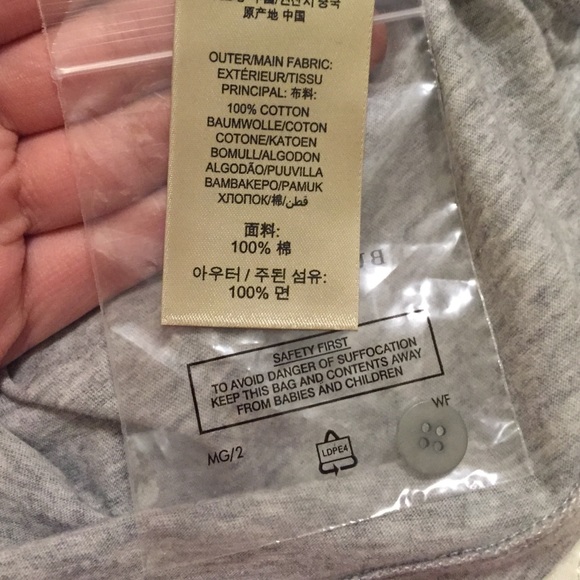 原产地 中国
OUTER/MAIN FABRIC:
EXTÉRIEUR/TISSU
PRINCIPAL: 布料:
100% COTTON
BAUMWOLLE/COTON
COTONE/KATOEN
BOMULL/ALGODON
ALGODÃO/PUUVILLA
BAMBAKEPO/PAMUK
ХЛОПОК/棉/قطن
面料:
100% 棉
아우터 / 주된 섬유:
100% 면
SAFETY FIRST
TO AVOID DANGER OF SUFFOCATION
KEEP THIS BAG AND CONTENTS AWAY
FROM BABIES AND CHILDREN
WF
MG/2
LDPE4